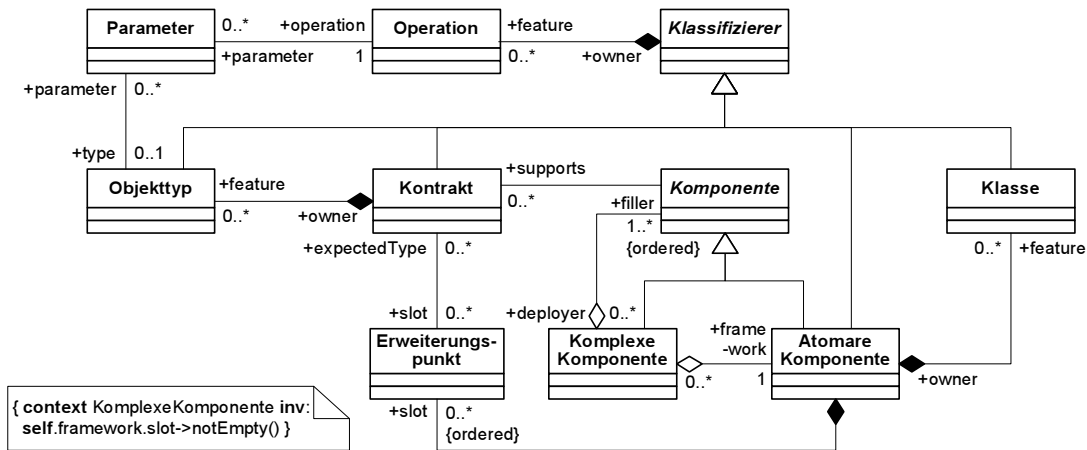 Parameter
0..*
+operation
Operation
+feature
Klassifizierer
+parameter
1
0..*
+owner
+parameter
0..*
+type
0..1
+supports
Objekttyp
+feature
Kontrakt
Komponente
Klasse
0..*
+owner
0..*
+filler
1..*
+expectedType
0..*
{ordered}
0..*
+feature
+slot
0..*
+deployer
0..*
+frame
-work
Erweiterungs-
punkt
Komplexe
Komponente
Atomare
Komponente
0..*
1
+owner
{ context KomplexeKomponente inv:
self.framework.slot->notEmpty() }
+slot
0..*
{ordered}